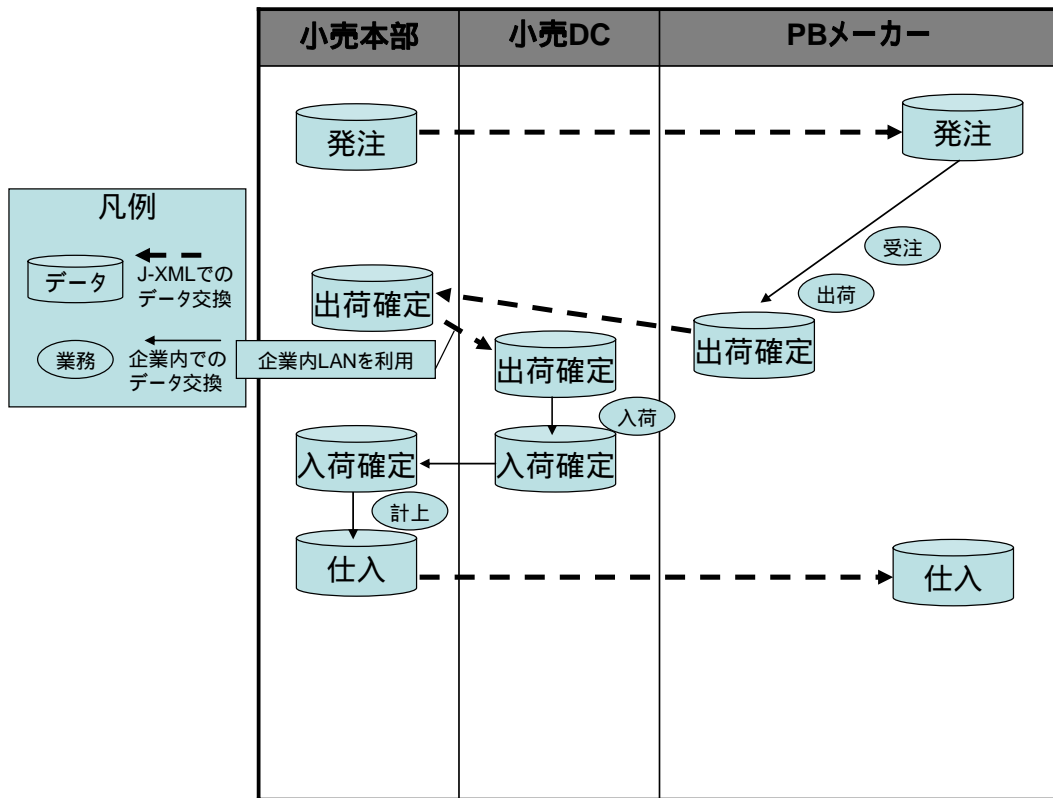 小売本部
小売DC
PBメーカー
発注
発注
凡例
データ
J-XMLでの
データ交換
業務
企業内での
データ交換
受注
出荷
出荷確定
出荷確定
企業内LANを利用
出荷確定
入荷
入荷確定
入荷確定
計上
仕入
仕入